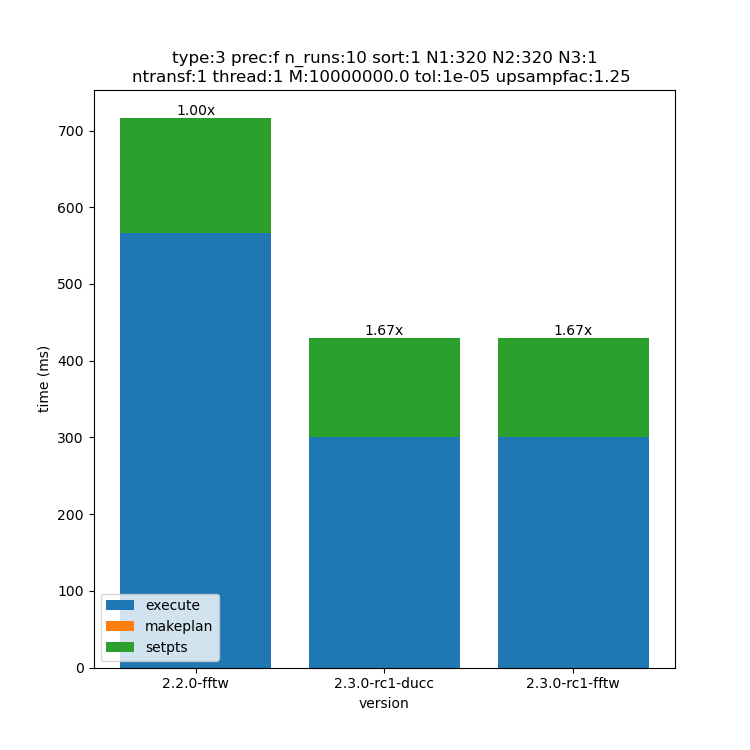 type:3 prec:f n_runs:10 sort:1 N1:320 N2:320 N3:1
ntransf:1 thread:1 M:10000000.0 tol:1e-05 upsampfac:1.25
1.00x
1.67x
1.67x
700
600
500
400
300
200
100
0
time (ms)
execute
makeplan
setpts
2.2.0-fftw
2.3.0-rc1-ducc
2.3.0-rc1-fftw
version